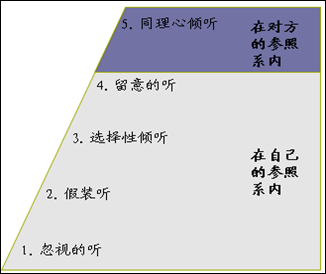 5. 同理心倾听
在对方
的参照
系内
4. 留意的听
3. 选择性倾听
在自己
的参照
系内
2. 假装听
1. 忽视的听